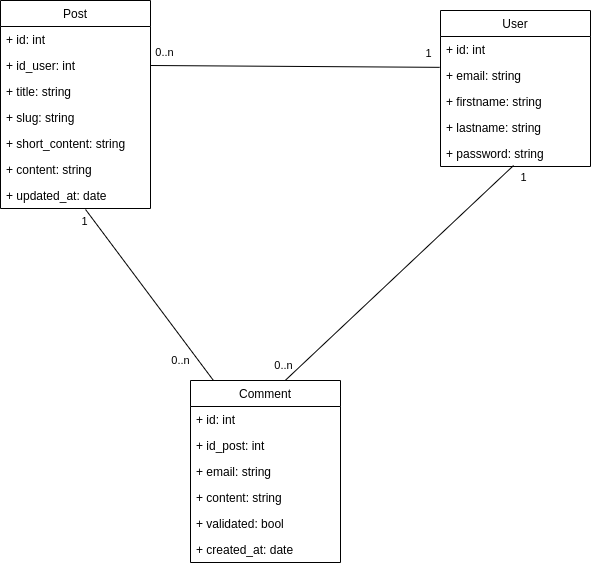 Post
+ id: int
+ id_user: int
+ title: string
+ slug: string
+ short_content: string
+ content: string
+ updated_at: date
0..n
1
User
+ id: int
+ email: string
+ firstname: string
+ lastname: string
+ password: string
1
1
0..n
0..n
Comment
+ id: int
+ id_post: int
+ email: string
+ content: string
+ validated: bool
+ created_at: date